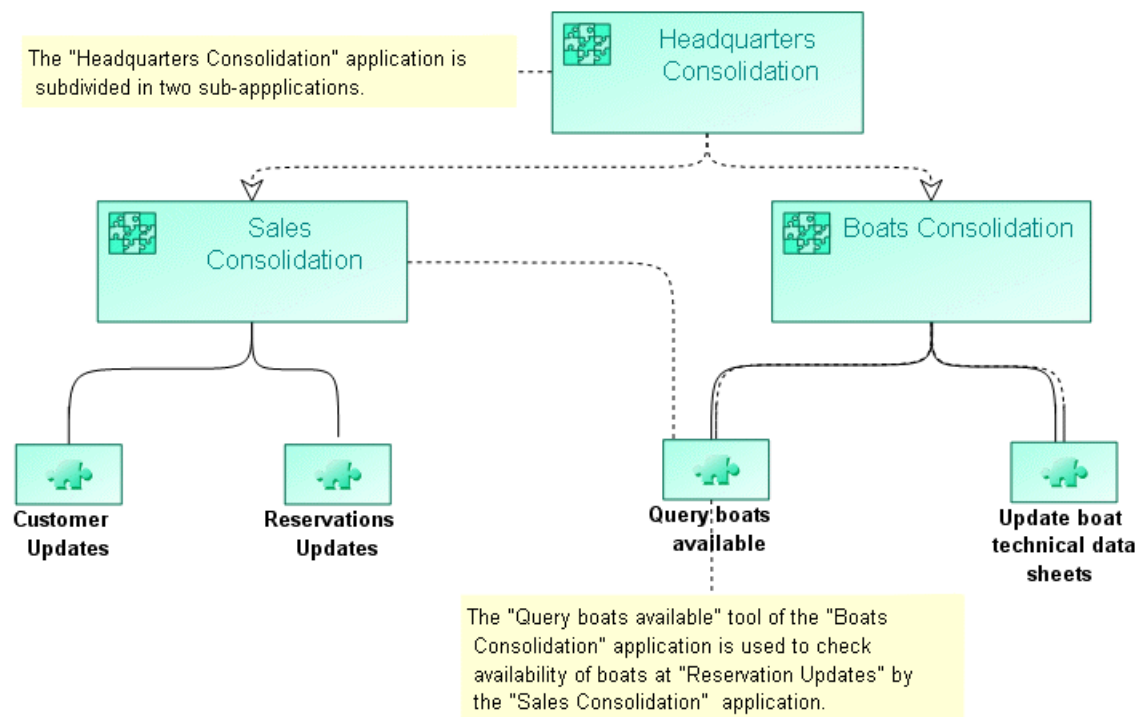 The "Headquarters Consolidation" application is
subdivided in two sub-appplications.
Headquarters
Consolidation
Sales
Consolidation
Boats Consolidation
Customer
Updates
Reservations
Updates
Query boats
available
Update boat
technical data
sheets
The "Query boats available" tool of the "Boats
Consolidation" application is used to check
availability of boats at "Reservation Updates" by
the "Sales Consolidation" application.